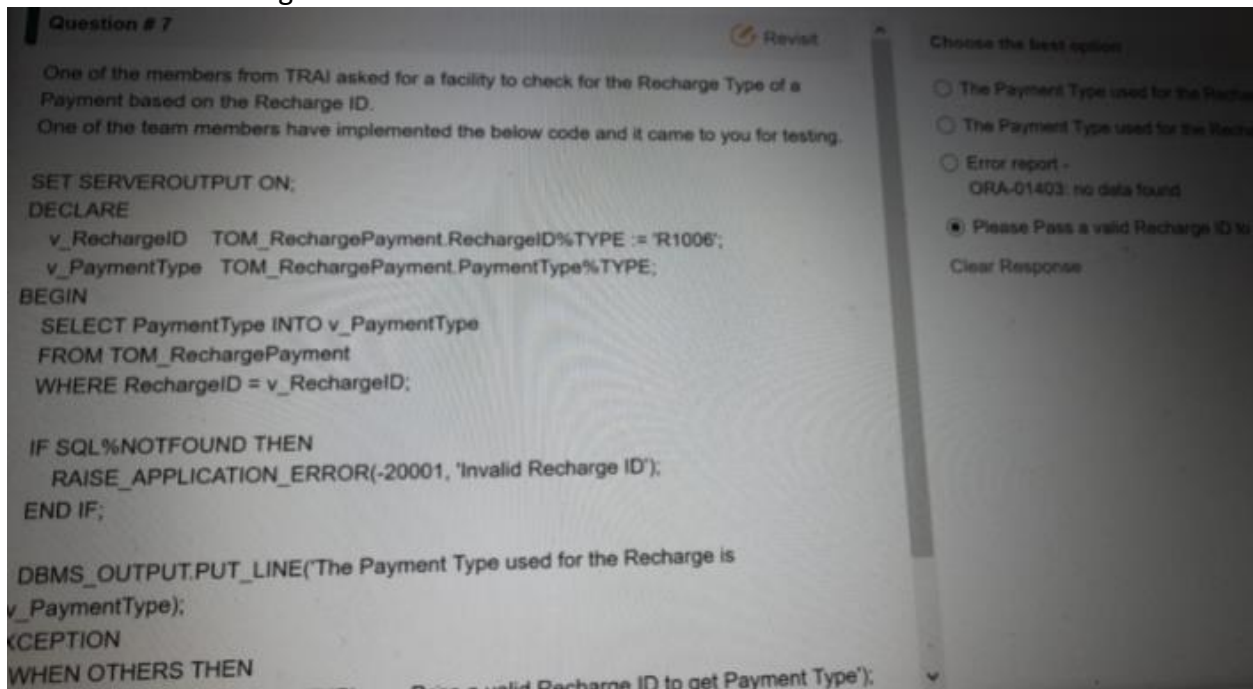 Question # 7
Revisit
One of the members from TRAI asked for a facility to check for the Recharge Type of a
Payment based on the Recharge ID.
One of the team members have implemented the below code and it came to you for testing.
SET SERVEROUTPUT ON;
DECLARE
v_RechargeID TOM_RechargePayment.RechargeID%TYPE := 'R1006';
v_PaymentType TOM_RechargePayment.PaymentType%TYPE;
BEGIN
SELECT PaymentType INTO v_PaymentType
FROM TOM_RechargePayment
WHERE RechargeID = v_RechargeID;
IF SQL%NOTFOUND THEN
RAISE_APPLICATION_ERROR(-20001, 'Invalid Recharge ID');
END IF;
DBMS_OUTPUT.PUT_LINE('The Payment Type used for the Recharge is
v_PaymentType);
XCEPTION
WHEN OTHERS THEN
valid Recharge ID to get Payment Type');
Choose the best option
The Payment Type used for the
The Payment Type used for the
Error report -
ORA-01403: no data found
Please Pass a valid Recharge ID to
Clear Response